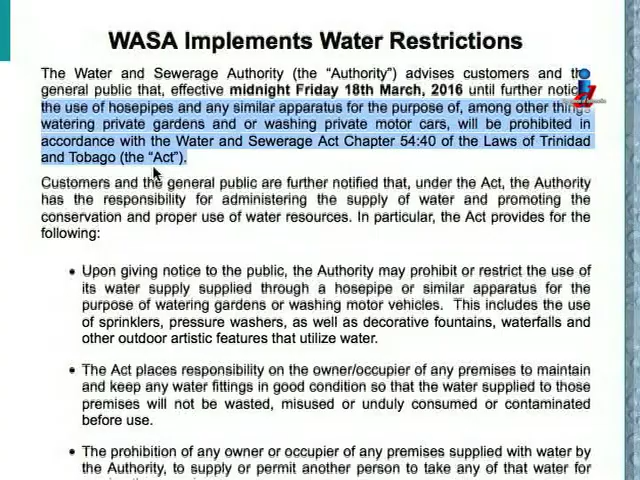 WASA Implements Water Restrictions
The Water and Sewerage Authority (the “Authority”) advises customers and the
general public that, effective midnight Friday 18th March, 2016 until further notice
the use of hosepipes and any similar apparatus for the purpose of, among other things
watering private gardens and or washing private motor cars, will be prohibited in
accordance with the Water and Sewerage Act Chapter 54:40 of the Laws of Trinidad
and Tobago (the “Act”).
Customers and the general public are further notified that, under the Act, the Authority
has the responsibility for administering the supply of water and promoting the
conservation and proper use of water resources. In particular, the Act provides for the
following:
• Upon giving notice to the public, the Authority may prohibit or restrict the use of
its water supply supplied through a hosepipe or similar apparatus for the
purpose of watering gardens or washing motor vehicles. This includes the use
of sprinklers, pressure washers, as well as decorative fountains, waterfalls and
other outdoor artistic features that utilize water.
• The Act places responsibility on the owner/occupier of any premises to maintain
and keep any water fittings in good condition so that the water supplied to those
premises will not be wasted, misused or unduly consumed or contaminated
before use.
• The prohibition of any owner or occupier of any premises supplied with water by
the Authority, to supply or permit another person to take any of that water for